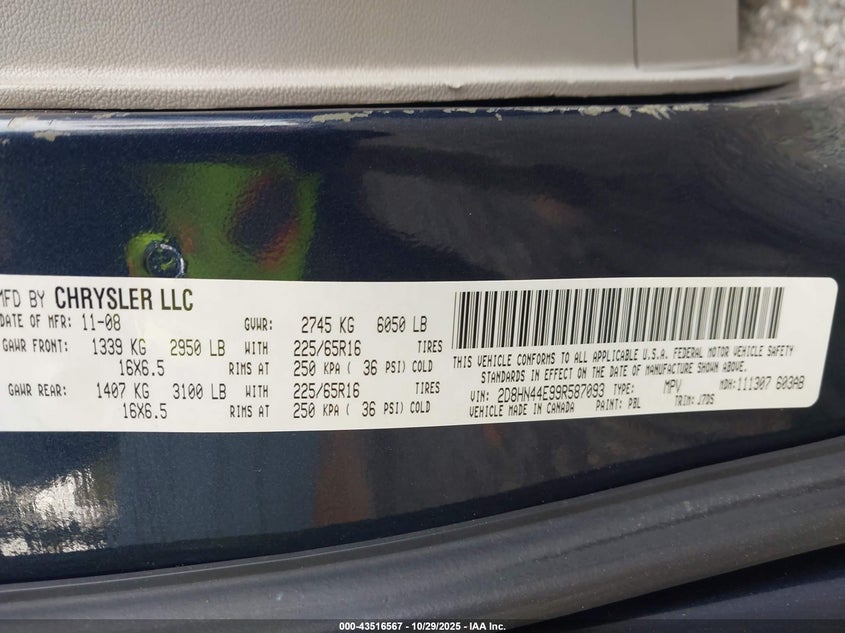 MFD BY CHRYSLER LLC
DATE OF MFR: 11-08 GVWR: 2745 KG 6050 LB
GAWR FRONT: 1339 KG 2950 LB WITH 225/65R16 TIRES
16X6.5 RIMS AT 250 KPA ( 36 PSI) COLD
GAWR REAR: 1407 KG 3100 LB WITH 225/65R16 TIRES
16X6.5 RIMS AT 250 KPA ( 36 PSI) COLD
THIS VEHICLE CONFORMS TO ALL APPLICABLE U.S.A. FEDERAL MOTOR VEHICLE SAFETY
STANDARDS IN EFFECT ON THE DATE OF MANUFACTURE SHOWN ABOVE.
VIN: 2D8HN44E99R587093 TYPE: MPV MDH: 111307 603AB
VEHICLE MADE IN CANADA PAINT: PBL TRIM: J7DS
000-43516567 - 10/29/2025 - IAA Inc.